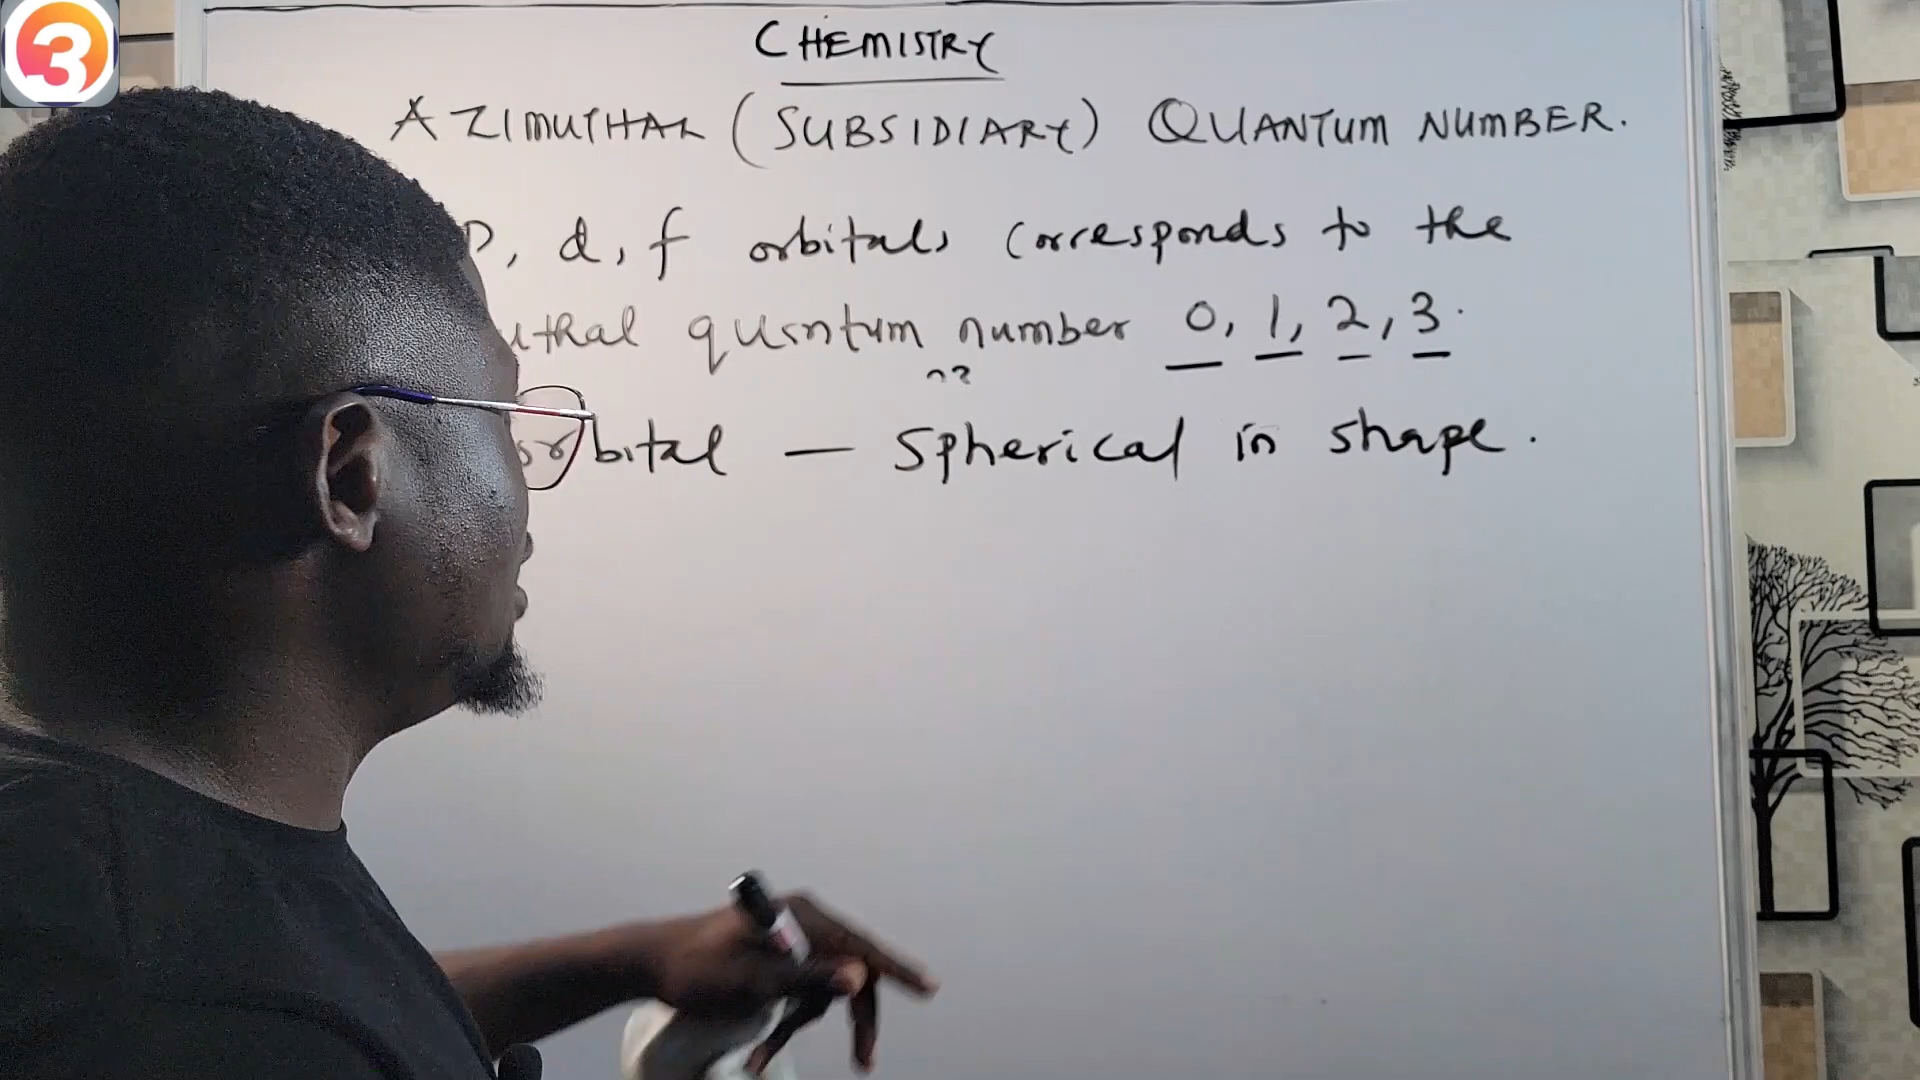 3
CHEMISTRY
AZIMUTHAL (SUBSIDIARY) QUANTUM NUMBER.
P, d, f orbitals corresponds to the
uthal quantum number 0, 1, 2, 3.
orbital — Spherical in shape.